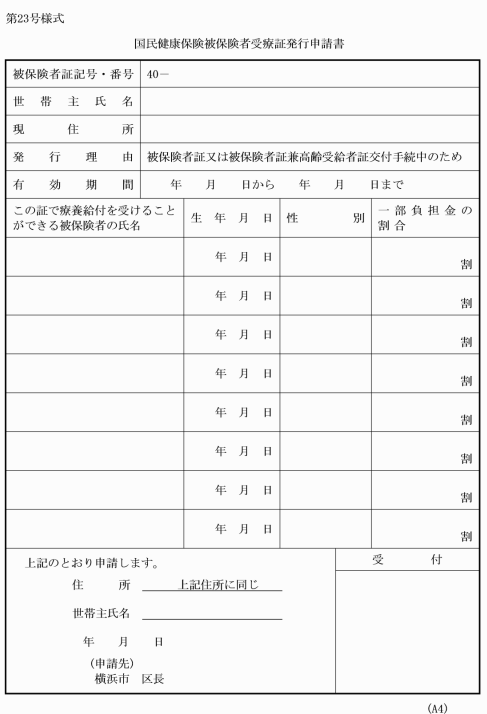 第23号様式
国民健康保険被保険者受療証発行申請書
被保険者証記号・番号 40－
世帯主氏名
現住所
発行理由 被保険者証又は被保険者証兼高齢受給者証交付手続中のため
有効期間 年 月 日から 年 月 日まで
この証で療養給付を受けること
ができる被保険者の氏名
生年月日
性別
一部負担金の
割合
年 月 日 割
年 月 日 割
年 月 日 割
年 月 日 割
年 月 日 割
年 月 日 割
年 月 日 割
年 月 日 割
上記のとおり申請します。
住所 上記住所に同じ
世帯主氏名
年 月 日
(申請先)
横浜市 区長
受付
(A4)